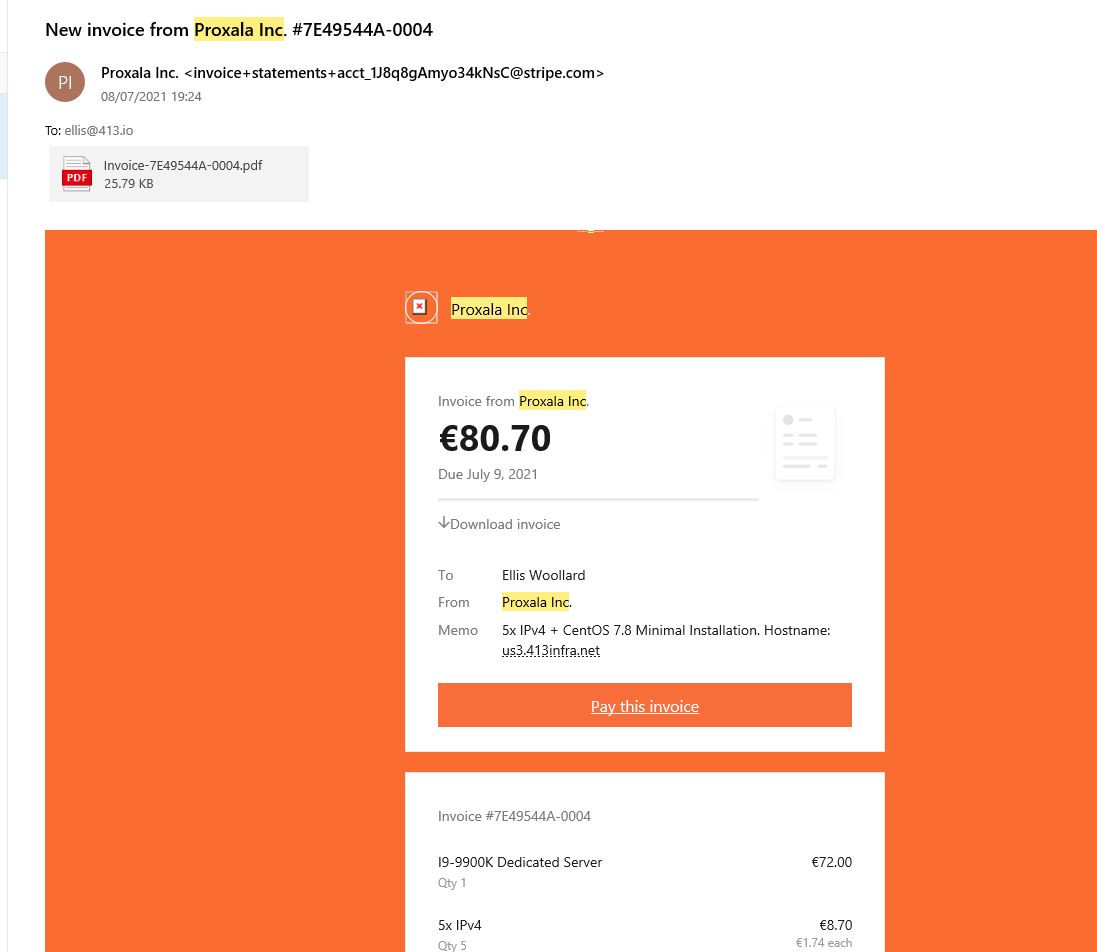 New invoice from Proxala Inc. #7E49544A-0004
PI
Proxala Inc. <invoice+statements+acct_1J8q8gAmyo34kNsC@stripe.com>
08/07/2021 19:24
To: ellis@413.io
PDF
Invoice-7E49544A-0004.pdf
25.79 KB
Proxala Inc.
Invoice from Proxala Inc.
€80.70
Due July 9, 2021
↓Download invoice
To Ellis Woollard
From Proxala Inc.
Memo 5x IPv4 + CentOS 7.8 Minimal Installation. Hostname:
us3.413infra.net
Pay this invoice
Invoice #7E49544A-0004
I9-9900K Dedicated Server €72.00
Qty 1
5x IPv4 €8.70
Qty 5 €1.74 each